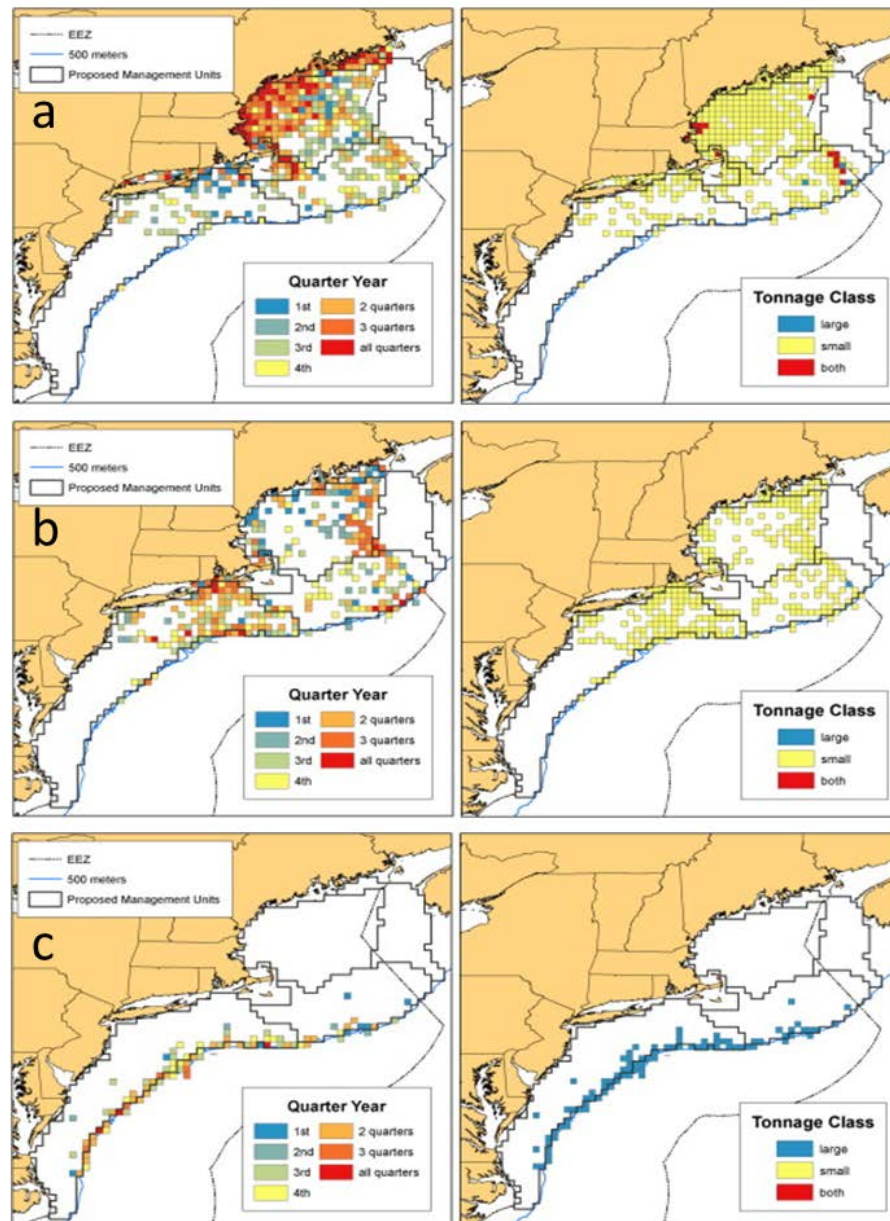 EEZ
500 meters
Proposed Management Units
a
Quarter Year
1st
2 quarters
2nd
3 quarters
3rd
all quarters
4th
Tonnage Class
large
small
both
EEZ
500 meters
Proposed Management Units
b
Quarter Year
1st
2 quarters
2nd
3 quarters
3rd
all quarters
4th
Tonnage Class
large
small
both
EEZ
500 meters
Proposed Management Units
c
Quarter Year
1st
2 quarters
2nd
3 quarters
3rd
all quarters
4th
Tonnage Class
large
small
both